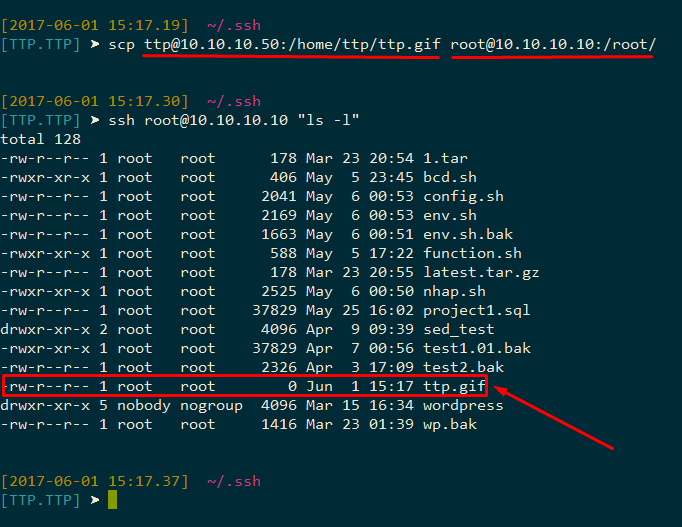 [2017-06-01 15:17.19]  ~/.ssh
[TTP.TTP] ➤ scp ttp@10.10.10.50:/home/ttp/ttp.gif root@10.10.10.10:/root/
[2017-06-01 15:17.30]  ~/.ssh
[TTP.TTP] ➤ ssh root@10.10.10.10 "ls -l"
total 128
-rw-r--r-- 1 root   root      178 Mar 23 20:54 1.tar
-rwxr-xr-x 1 root   root      406 May  5 23:45 bcd.sh
-rw-r--r-- 1 root   root     2041 May  6 00:53 config.sh
-rw-r--r-- 1 root   root     2169 May  6 00:53 env.sh
-rw-r--r-- 1 root   root     1663 May  6 00:51 env.sh.bak
-rwxr-xr-x 1 root   root      588 May  5 17:22 function.sh
-rw-r--r-- 1 root   root      178 Mar 23 20:55 latest.tar.gz
-rwxr-xr-x 1 root   root     2525 May  6 00:50 nhap.sh
-rw-r--r-- 1 root   root    37829 May 25 16:02 project1.sql
drwxr-xr-x 2 root   root     4096 Apr  9 09:39 sed_test
-rwxr-xr-x 1 root   root    37829 Apr  7 00:56 test1.01.bak
-rw-r--r-- 1 root   root     2326 Apr  3 17:09 test2.bak
-rw-r--r-- 1 root   root        0 Jun  1 15:17 ttp.gif
drwxr-xr-x 5 nobody nogroup  4096 Mar 15 16:34 wordpress
-rw-r--r-- 1 root   root     1416 Mar 23 01:39 wp.bak
[2017-06-01 15:17.37]  ~/.ssh
[TTP.TTP] ➤